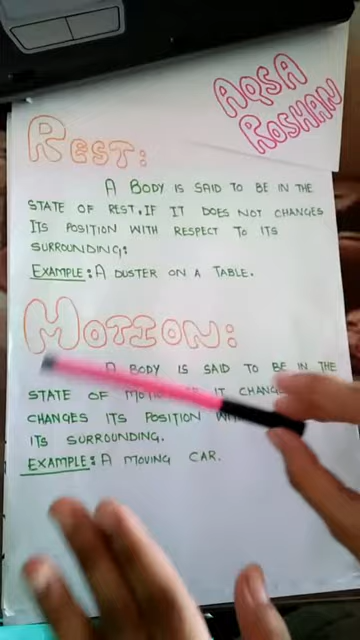 AQSA
ROSHAN
REST:
A BODY IS SAID TO BE IN THE
STATE OF REST, IF IT DOES NOT CHANGES
ITS POSITION WITH RESPECT TO ITS
SURROUNDING:
EXAMPLE: A DUSTER ON A TABLE.
MOTION:
A BODY IS SAID TO BE IN THE
STATE OF IT
CHANGES ITS POSITION
ITS SURROUNDING.
EXAMPLE: A MOVING CAR.